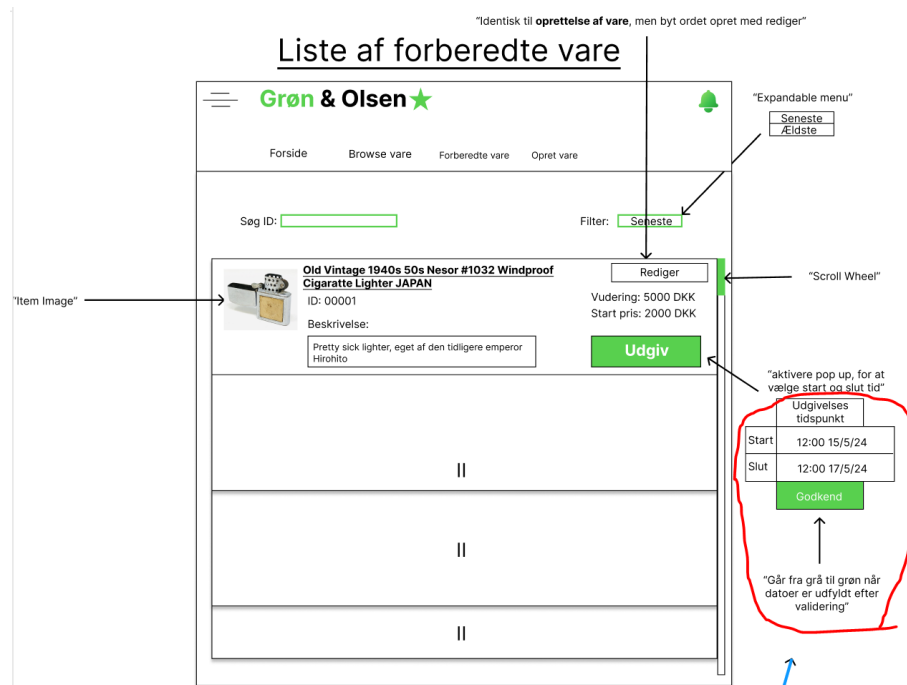 "Identisk til oprettelse af vare, men byt ordet opret med rediger"
Liste af forberedte vare
Grøn & Olsen
"Expandable menu"
Seneste
Ældste
Forside Browse vare Forberedte vare Opret vare
Søg ID:
Filter: Seneste
"Item Image"
Old Vintage 1940s 50s Nesor #1032 Windproof
Cigaratte Lighter JAPAN
ID: 00001
Beskrivelse:
Pretty sick lighter, eget af den tidligere emperor
Hirohito
Rediger
Vudering: 5000 DKK
Start pris: 2000 DKK
Udgiv
"Scroll Wheel"
"aktivere pop up, for at
vælge start og slut tid"
Udgivelses
tidspunkt
Start 12:00 15/5/24
Slut 12:00 17/5/24
Godkend
"Går fra grå til grøn når
datoer er udfyldt efter
validering"
II
II
II